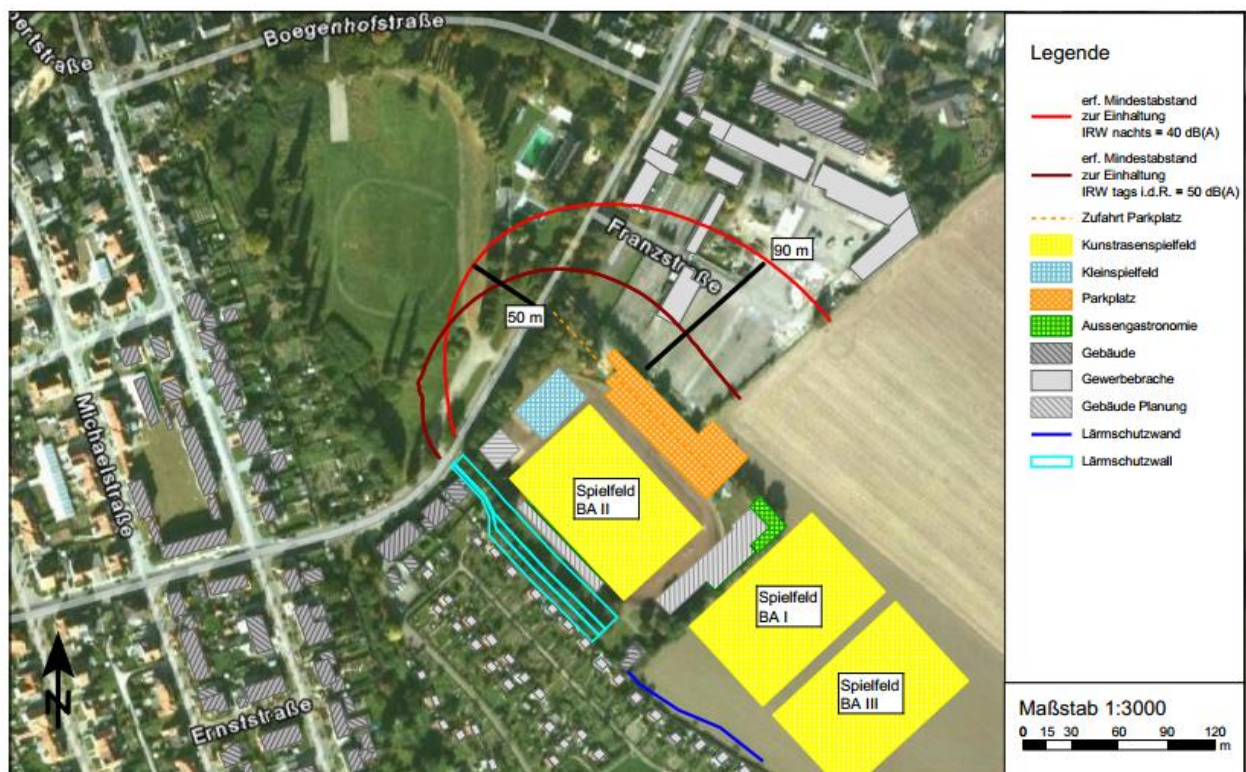 Boegenhofstraße
bertstraße
Franzstraße
90 m
50 m
Michaelstraße
Spielfeld
BA II
Spielfeld
BA I
Spielfeld
BA III
Ernststraße
N
Legende
erf. Mindestabstand
zur Einhaltung
IRW nachts = 40 dB(A)
erf. Mindestabstand
zur Einhaltung
IRW tags i.d.R. = 50 dB(A)
Zufahrt Parkplatz
Kunstrasenspielfeld
Kleinspielfeld
Parkplatz
Aussengastronomie
Gebäude
Gewerbebrache
Gebäude Planung
Lärmschutzwand
Lärmschutzwall
Maßstab 1:3000
0 15 30 60 90 120
m